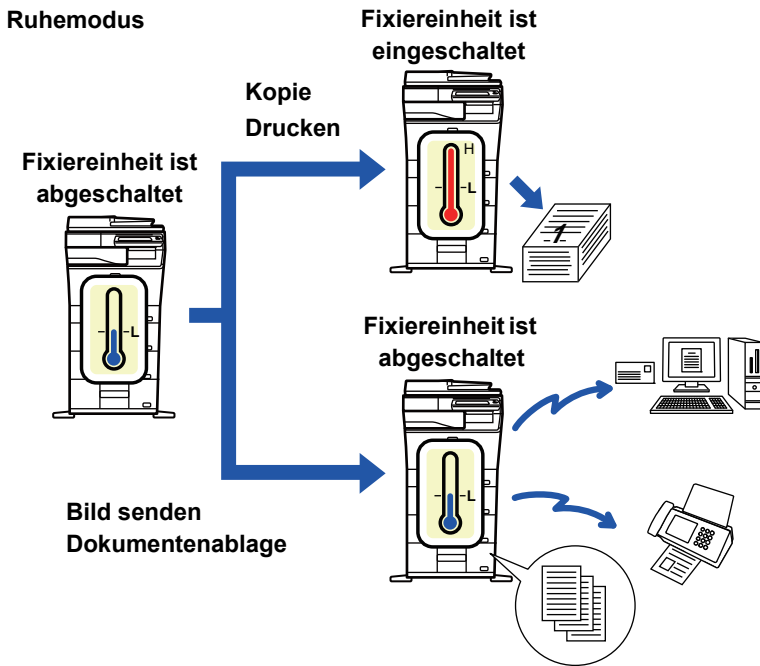 Ruhemodus
Fixiereinheit ist
eingeschaltet
Kopie
Drucken
H
L
1
Fixiereinheit ist
abgeschaltet
L
Fixiereinheit ist
abgeschaltet
L
Bild senden
Dokumentenablage